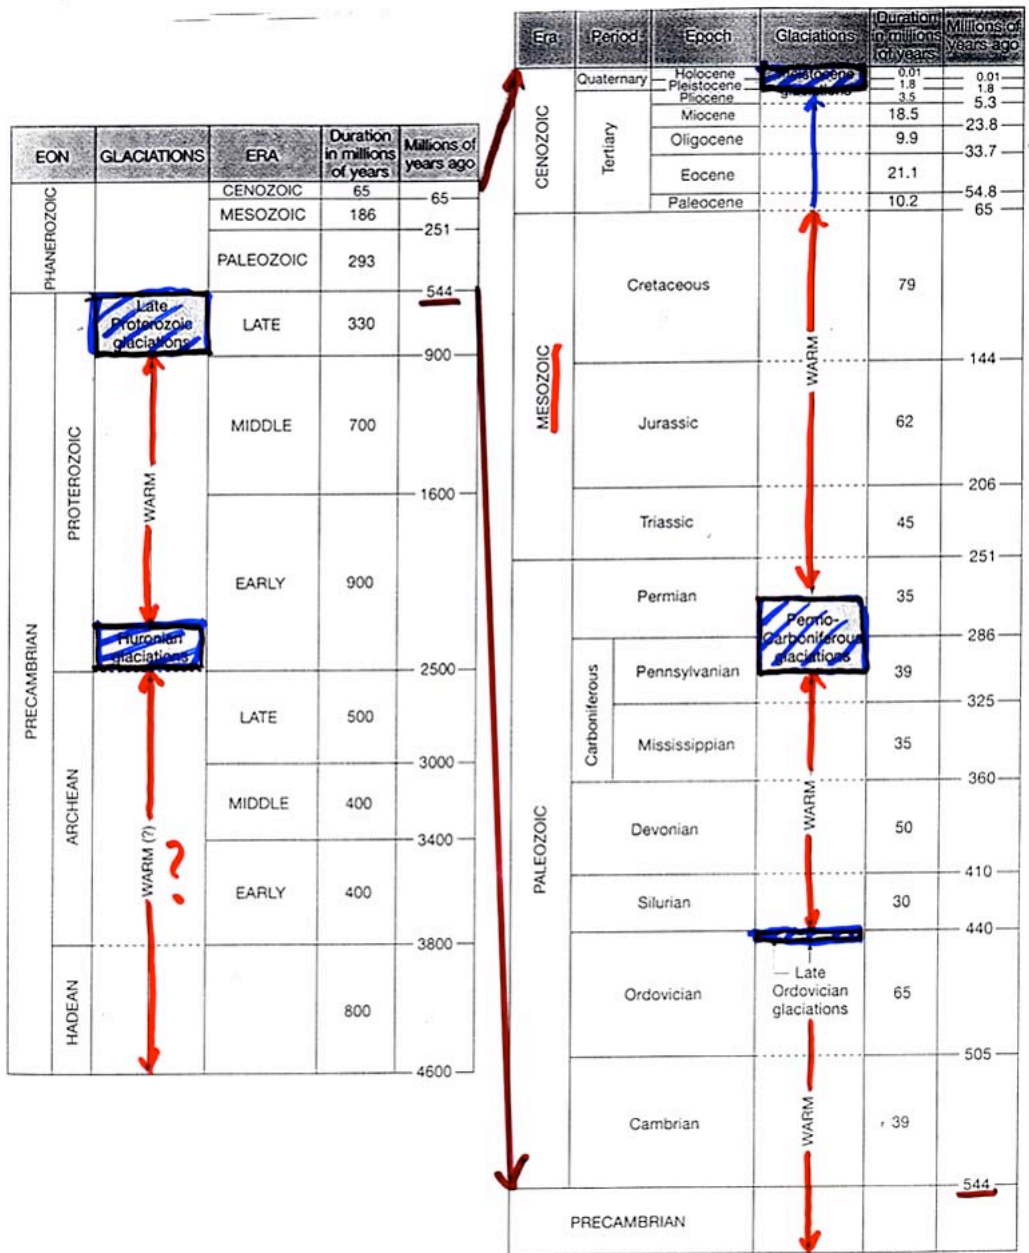 EON GLACIATIONS ERA Duration in millions of years Millions of years ago
PHANEROZOIC
CENOZOIC 65
65
MESOZOIC 186
251
PALEOZOIC 293
544
PRECAMBRIAN
PROTEROZOIC
Late
Proterozoic
glaciations
LATE 330
900
MIDDLE 700
WARM
1600
EARLY 900
Huronian
glaciations
2500
ARCHEAN
LATE 500
3000
MIDDLE 400
WARM (?) ?
3400
EARLY 400
3800
HADEAN
800
4600
Era Period Epoch Glaciations Duration in millions of years Millions of years ago
CENOZOIC
Quaternary Holocene Pleistocene 0.01 0.01
Pleistocene glaciations 1.8 1.8
Tertiary
Pliocene 3.5
5.3
Miocene 18.5
23.8
Oligocene 9.9
33.7
Eocene 21.1
54.8
Paleocene 10.2
65
MESOZOIC
Cretaceous 79
WARM
144
Jurassic 62
206
Triassic 45
251
PALEOZOIC
Permian 35
Permo-
Carboniferous
glaciations
286
Carboniferous
Pennsylvanian 39
325
Mississippian 35
360
WARM
Devonian 50
410
Silurian 30
440
Late
Ordovician
glaciations
Ordovician 65
505
WARM
Cambrian 39
544
PRECAMBRIAN